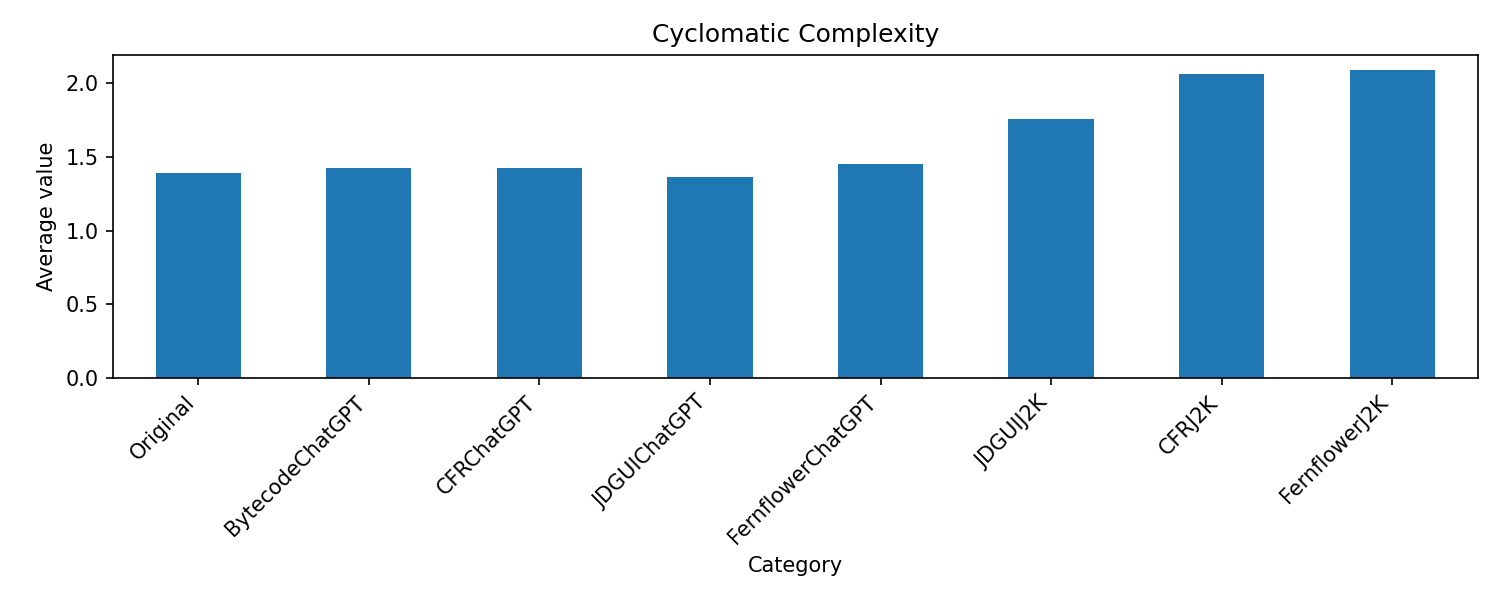 Cyclomatic Complexity
Average value
2.0
1.5
1.0
0.5
0.0
Original
BytecodeChatGPT
CFRChatGPT
JDGUIChatGPT
FernflowerChatGPT
JDGUIJ2K
CFRJ2K
FernflowerJ2K
Category